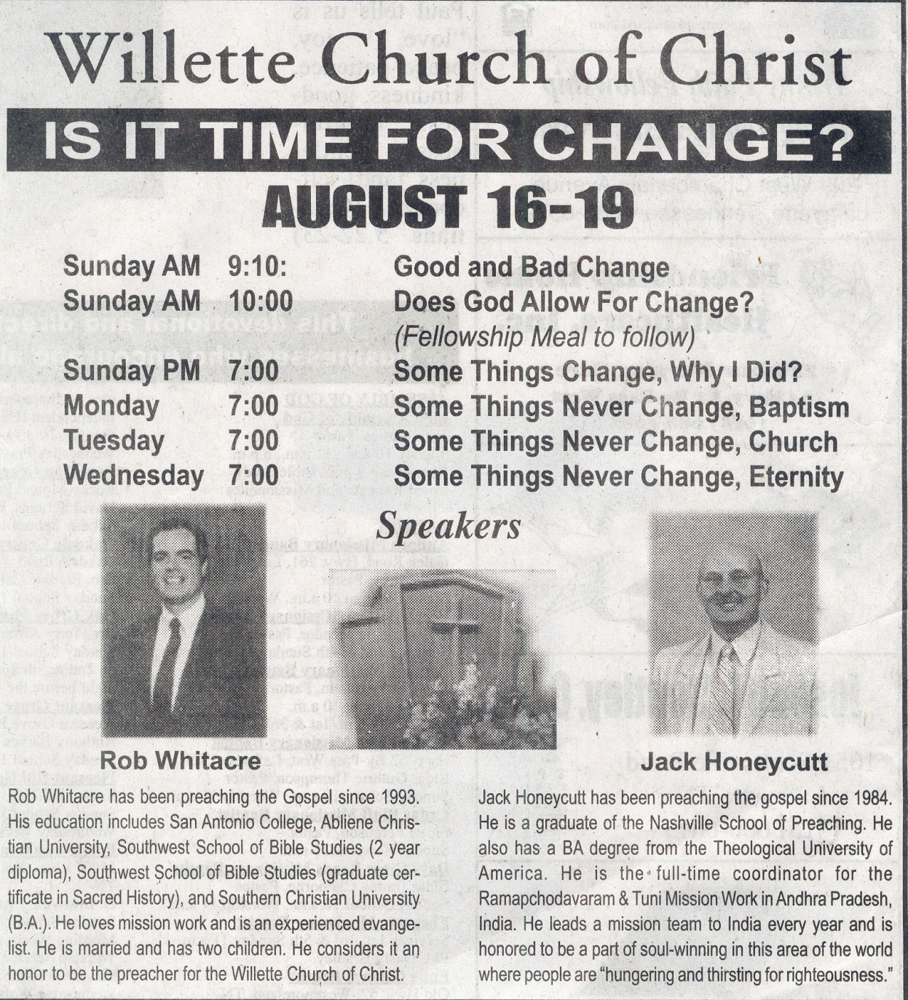 Willette Church of Christ
IS IT TIME FOR CHANGE?
AUGUST 16-19
Sunday AM 9:10: Good and Bad Change
Sunday AM 10:00 Does God Allow For Change?
(Fellowship Meal to follow)
Sunday PM 7:00 Some Things Change, Why I Did?
Monday 7:00 Some Things Never Change, Baptism
Tuesday 7:00 Some Things Never Change, Church
Wednesday 7:00 Some Things Never Change, Eternity
Speakers
Rob Whitacre
Rob Whitacre has been preaching the Gospel since 1993.
His education includes San Antonio College, Abliene Chris-
tian University, Southwest School of Bible Studies (2 year
diploma), Southwest School of Bible Studies (graduate cer-
tificate in Sacred History), and Southern Christian University
(B.A.). He loves mission work and is an experienced evange-
list. He is married and has two children. He considers it an
honor to be the preacher for the Willette Church of Christ.
Jack Honeycutt
Jack Honeycutt has been preaching the gospel since 1984.
He is a graduate of the Nashville School of Preaching. He
also has a BA degree from the Theological University of
America. He is the full-time coordinator for the
Ramapchodavaram & Tuni Mission Work in Andhra Pradesh,
India. He leads a mission team to India every year and is
honored to be a part of soul-winning in this area of the world
where people are "hungering and thirsting for righteousness."